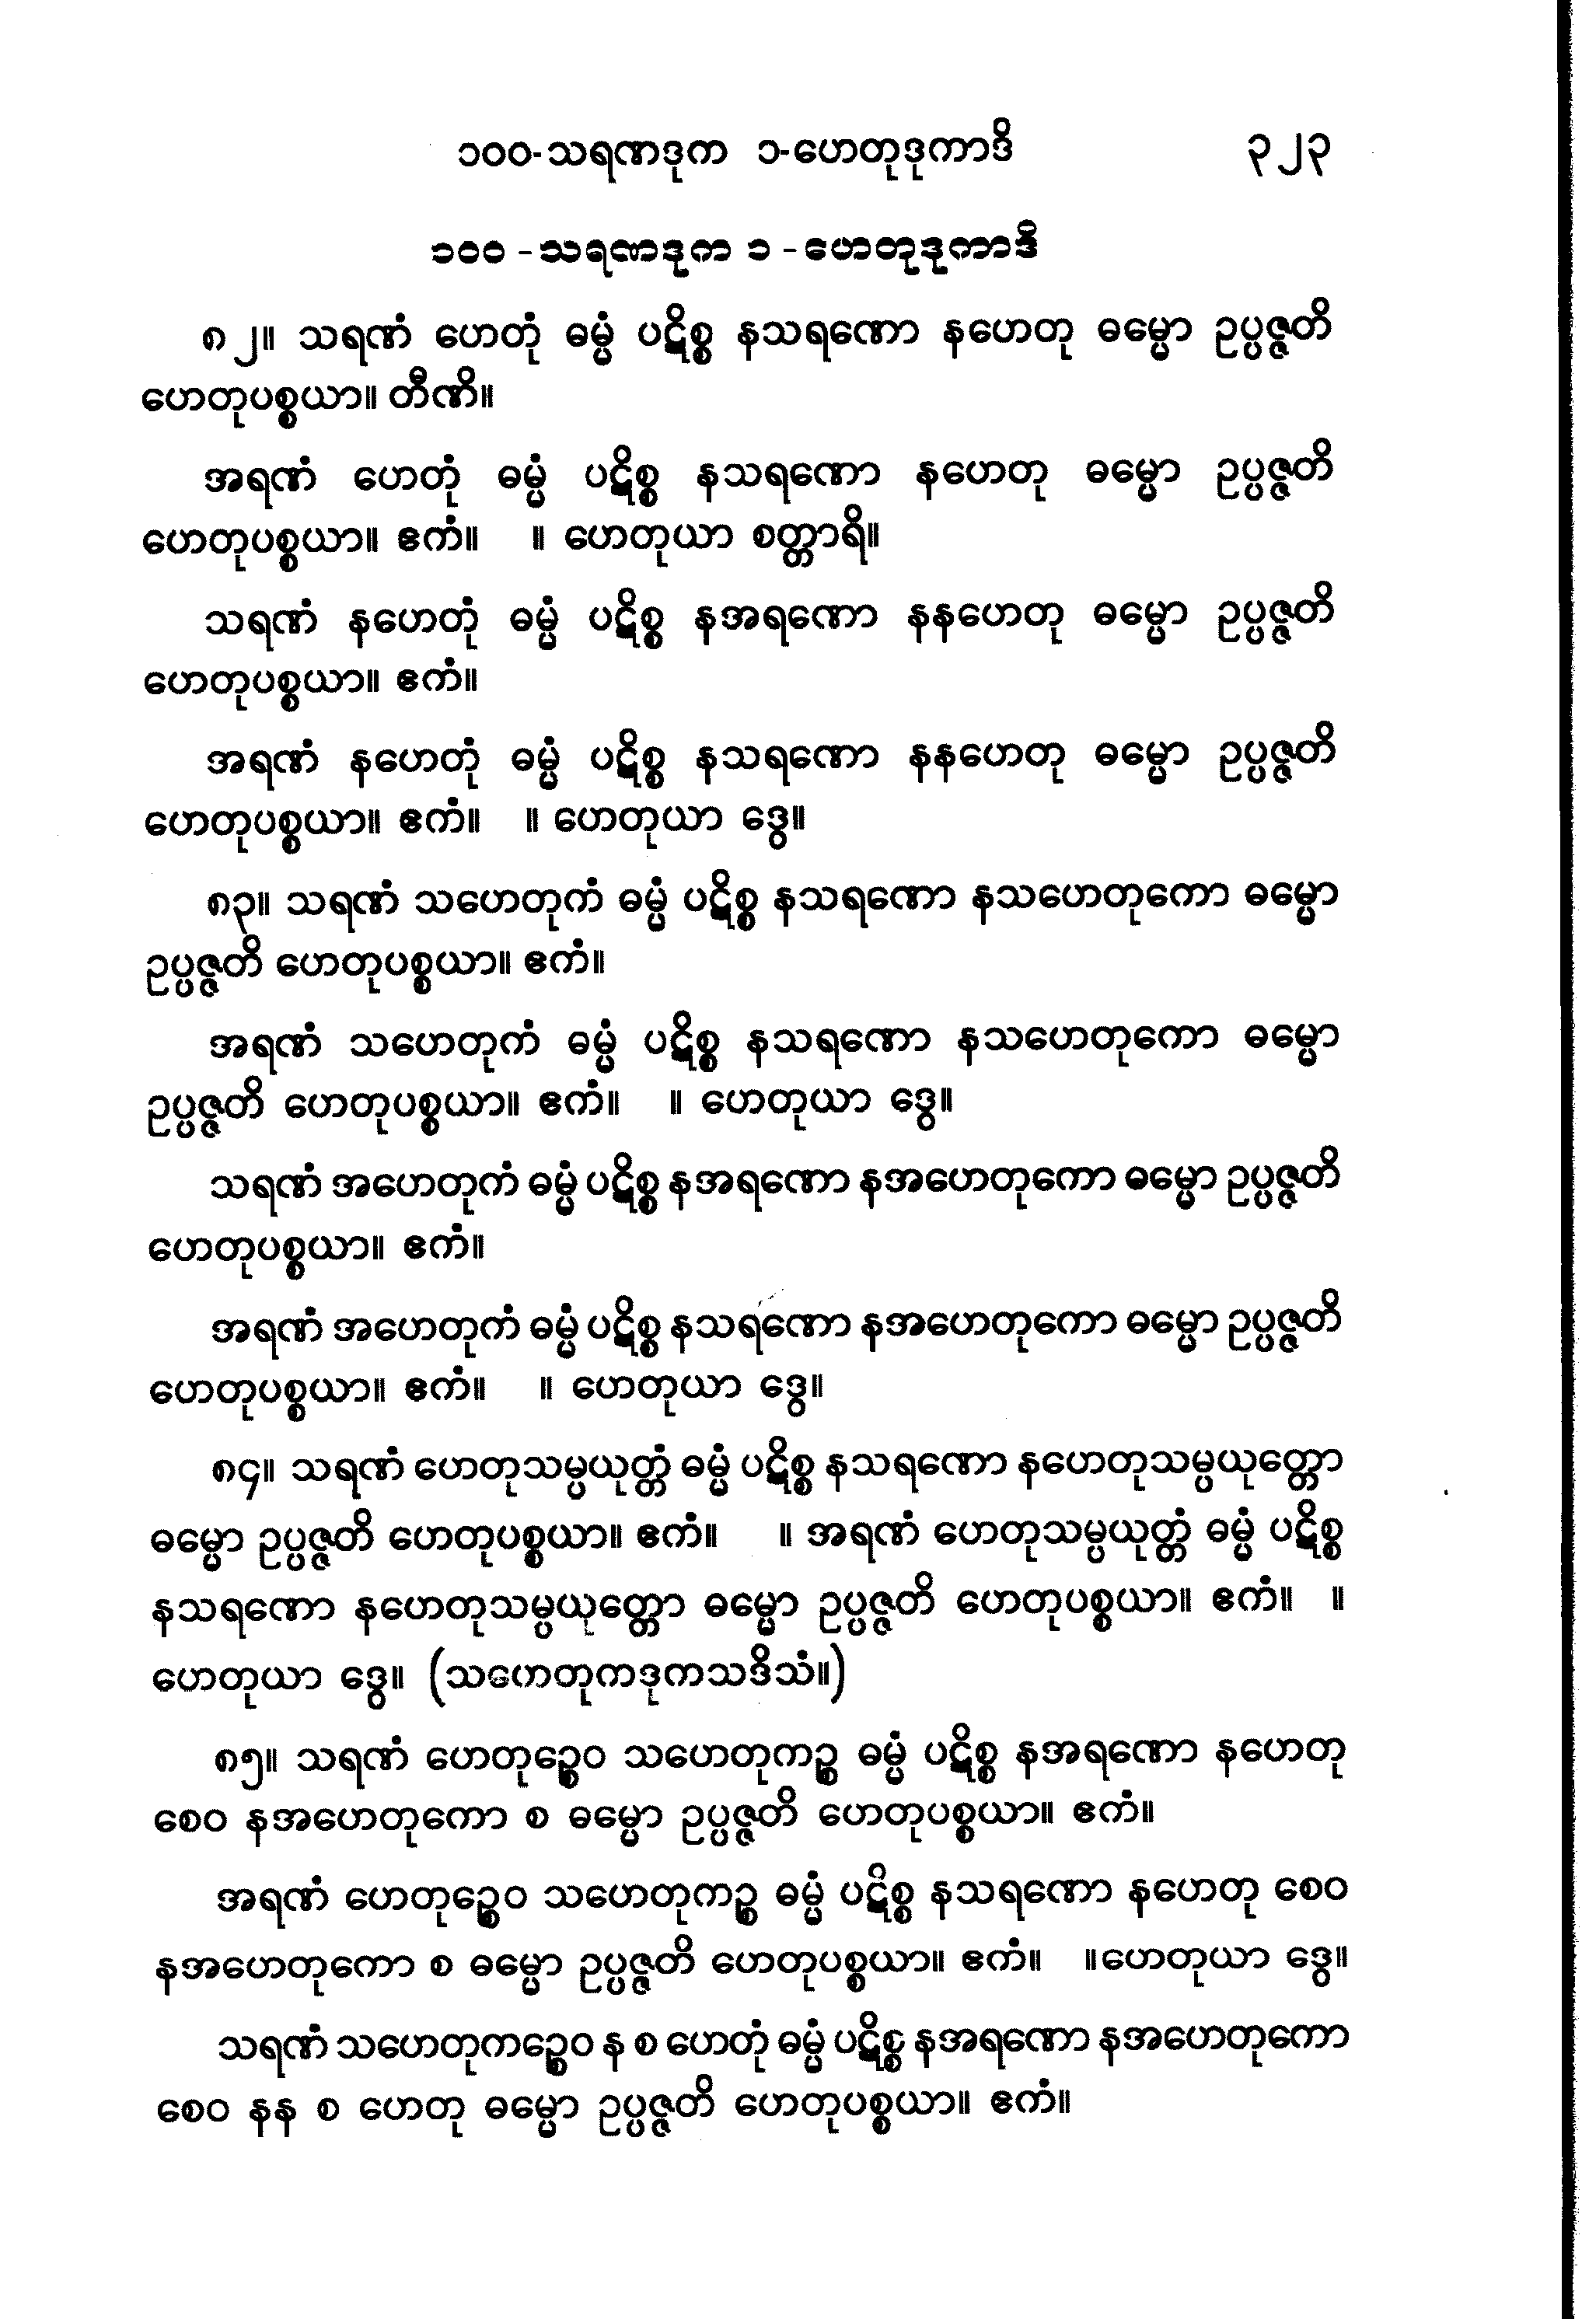 ၁၀၀-သရဏဒုက ၁-ဟေတုဒုကာဒိ ၃၂၃
၁၀၀ -သရဏဒုက ၁ -ဟေတုဒုကာဒိ
၈၂။ သရဏံ ဟေတုံ ဓမ္မံ ပဋိစ္စ နသရဏော နဟေတု ဓမ္မော ဥပ္ပဇ္ဇတိ
ဟေတုပစ္စယာ။ တီဏိ။
အရဏံ ဟေတုံ ဓမ္မံ ပဋိစ္စ နသရဏော နဟေတု ဓမ္မော ဥပ္ပဇ္ဇတိ
ဟေတုပစ္စယာ။ ဧကံ။ ။ ဟေတုယာ စတ္တာရိ။
သရဏံ နဟေတုံ ဓမ္မံ ပဋိစ္စ နအရဏော နနဟေတု ဓမ္မော ဥပ္ပဇ္ဇတိ
ဟေတုပစ္စယာ။ ဧကံ။
အရဏံ နဟေတုံ ဓမ္မံ ပဋိစ္စ နသရဏော နနဟေတု ဓမ္မော ဥပ္ပဇ္ဇတိ
ဟေတုပစ္စယာ။ ဧကံ။ ။ ဟေတုယာ ဒွေ။
၈၃။ သရဏံ သဟေတုကံ ဓမ္မံ ပဋိစ္စ နသရဏော နသဟေတုကော ဓမ္မော
ဥပ္ပဇ္ဇတိ ဟေတုပစ္စယာ။ ဧကံ။
အရဏံ သဟေတုကံ ဓမ္မံ ပဋိစ္စ နသရဏော နသဟေတုကော ဓမ္မော
ဥပ္ပဇ္ဇတိ ဟေတုပစ္စယာ။ ဧကံ။ ။ ဟေတုယာ ဒွေ။
သရဏံ အဟေတုကံ ဓမ္မံ ပဋိစ္စ နအရဏော နအဟေတုကော ဓမ္မော ဥပ္ပဇ္ဇတိ
ဟေတုပစ္စယာ။ ဧကံ။
အရဏံ အဟေတုကံ ဓမ္မံ ပဋိစ္စ နသရဏော နအဟေတုကော ဓမ္မော ဥပ္ပဇ္ဇတိ
ဟေတုပစ္စယာ။ ဧကံ။ ။ ဟေတုယာ ဒွေ။
၈၄။ သရဏံ ဟေတုသမ္ပယုတ္တံ ဓမ္မံ ပဋိစ္စ နသရဏော နဟေတုသမ္ပယုတ္တော
ဓမ္မော ဥပ္ပဇ္ဇတိ ဟေတုပစ္စယာ။ ဧကံ။ ။ အရဏံ ဟေတုသမ္ပယုတ္တံ ဓမ္မံ ပဋိစ္စ
နသရဏော နဟေတုသမ္ပယုတ္တော ဓမ္မော ဥပ္ပဇ္ဇတိ ဟေတုပစ္စယာ။ ဧကံ။ ။
ဟေတုယာ ဒွေ။ (သဟေတုကဒုကသဒိသံ။)
၈၅။ သရဏံ ဟေတုဉ္စေဝ သဟေတုကဉ္စ ဓမ္မံ ပဋိစ္စ နအရဏော နဟေတု
စေဝ နအဟေတုကော စ ဓမ္မော ဥပ္ပဇ္ဇတိ ဟေတုပစ္စယာ။ ဧကံ။
အရဏံ ဟေတုဉ္စေဝ သဟေတုကဉ္စ ဓမ္မံ ပဋိစ္စ နသရဏော နဟေတု စေဝ
နအဟေတုကော စ ဓမ္မော ဥပ္ပဇ္ဇတိ ဟေတုပစ္စယာ။ ဧကံ။ ။ဟေတုယာ ဒွေ။
သရဏံ သဟေတုကဉ္စေဝ န စ ဟေတုံ ဓမ္မံ ပဋိစ္စ နအရဏော နအဟေတုကော
စေဝ နန စ ဟေတု ဓမ္မော ဥပ္ပဇ္ဇတိ ဟေတုပစ္စယာ။ ဧကံ။